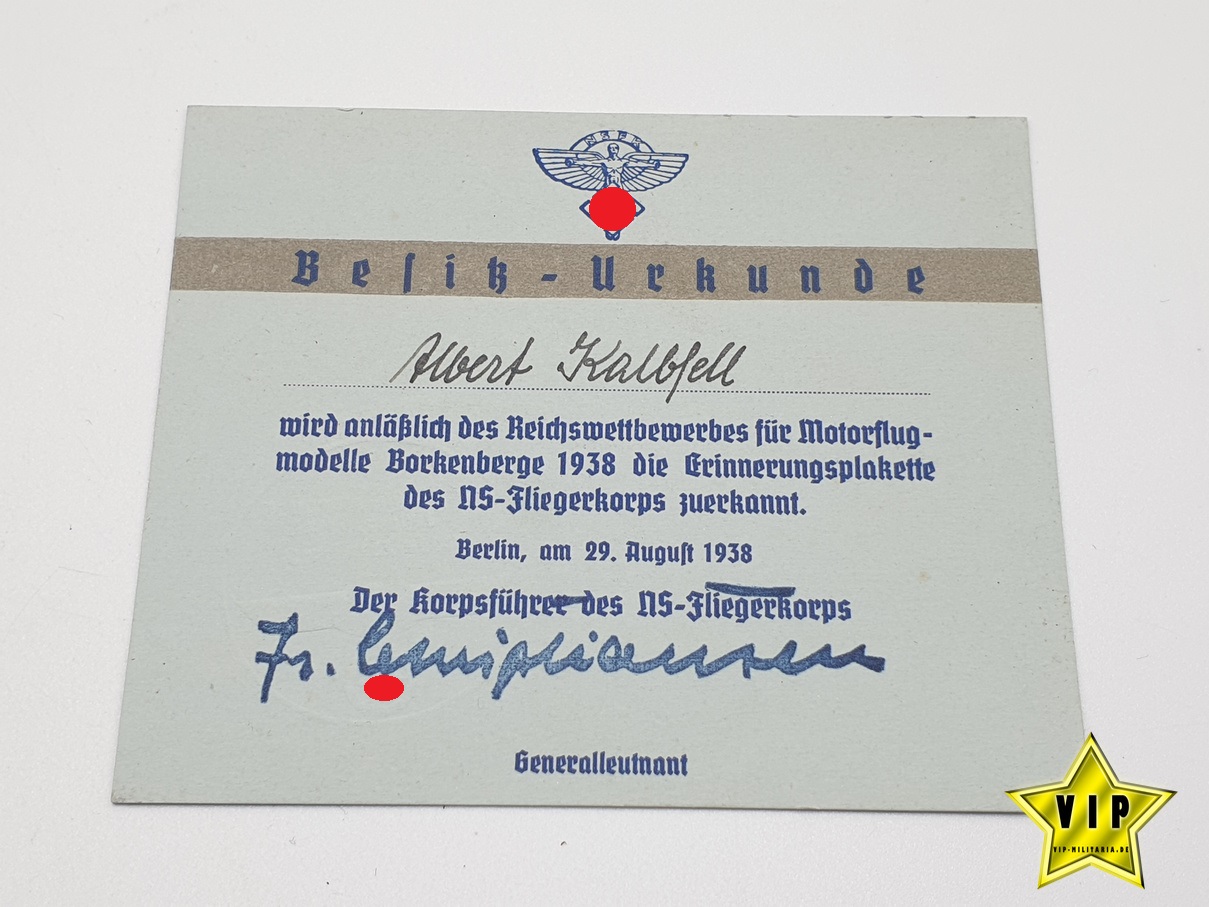 NSFK
Besitz-Urkunde
Albert Kalbfell
wird anläßlich des Reichswettbewerbes für Motorflug-
modelle Borkenberge 1938 die Erinnerungsplakette
des NS-Fliegerkorps zuerkannt.
Berlin, am 29. August 1938
Der Korpsführer des NS-Fliegerkorps
Fr. Christiansen
Generalleutnant
VIP
VIP-MILITARIA.DE